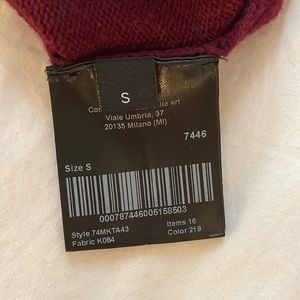 S
Viale Umbria, 37
20135 Milano (MI)
7446
Size S
000787446005158503
Style 74MKTA43
Items 16
Fabric K084
Color 219